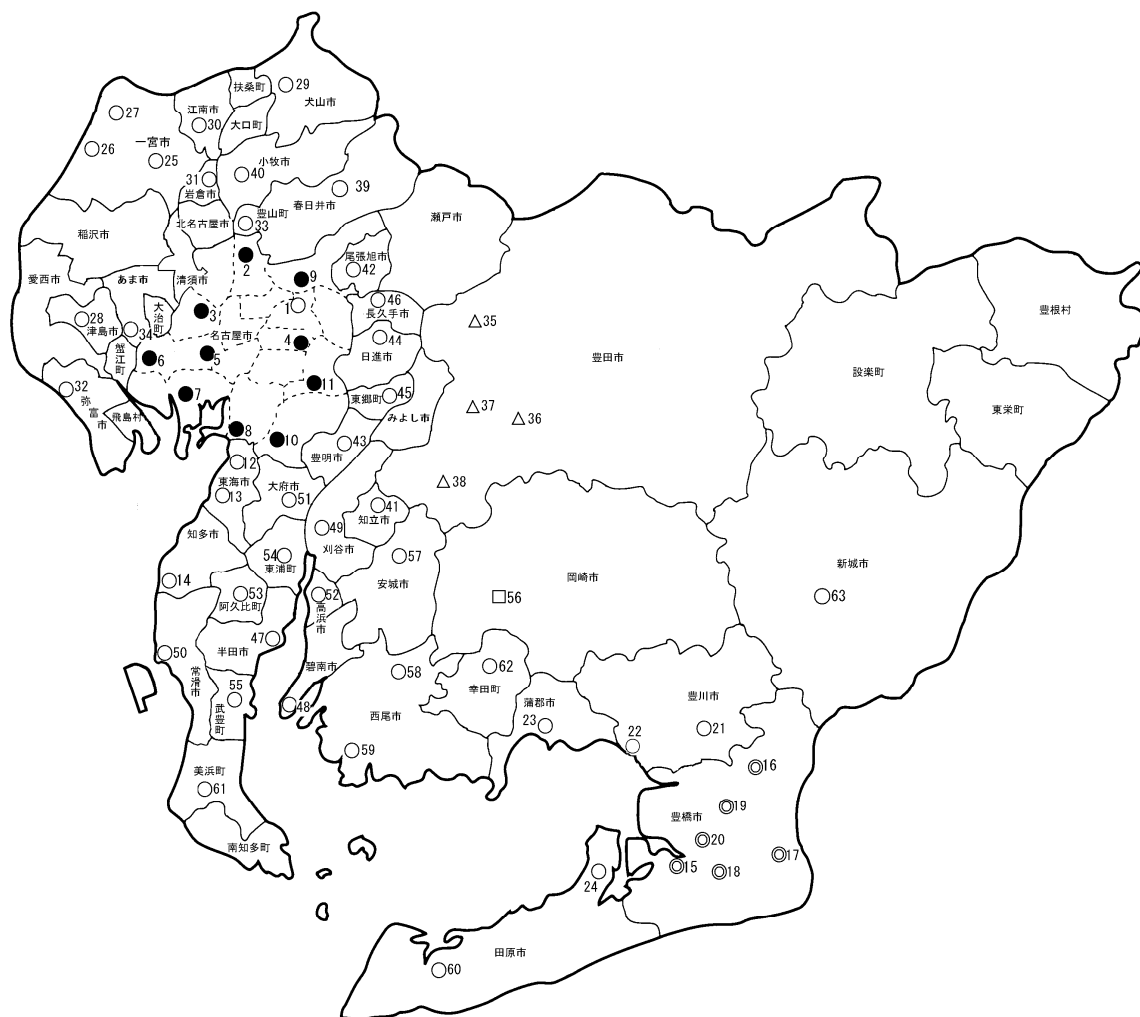 扶桑町
29
犬山市
27
江南市
30
大口町
26
一宮市
25
小牧市
40
31
岩倉市
39
豊山町
33
春日井市
瀬戸市
北名古屋市
稲沢市
2
尾張旭市
42
9
愛西市
あま市
清須市
豊根村
28
津島市
大治町
3
1
46
長久手市
35
34
名古屋市
4
44
日進市
豊田市
蟹江町
6
5
設楽町
32
弥富市
飛島村
7
11
東郷町
45
みよし市
37
36
東栄町
8
10
豊明市
43
12
東海市
13
大府市
51
38
41
知立市
知多市
49
刈谷市
54
東浦町
57
安城市
岡崎市
新城市
14
53
阿久比町
52
高浜市
56
63
47
半田市
50
常滑市
碧南市
58
62
幸田町
豊川市
55
武豊町
48
西尾市
蒲郡市
23
22
21
59
16
美浜町
61
19
豊橋市
20
南知多町
17
15
18
24
田原市
60